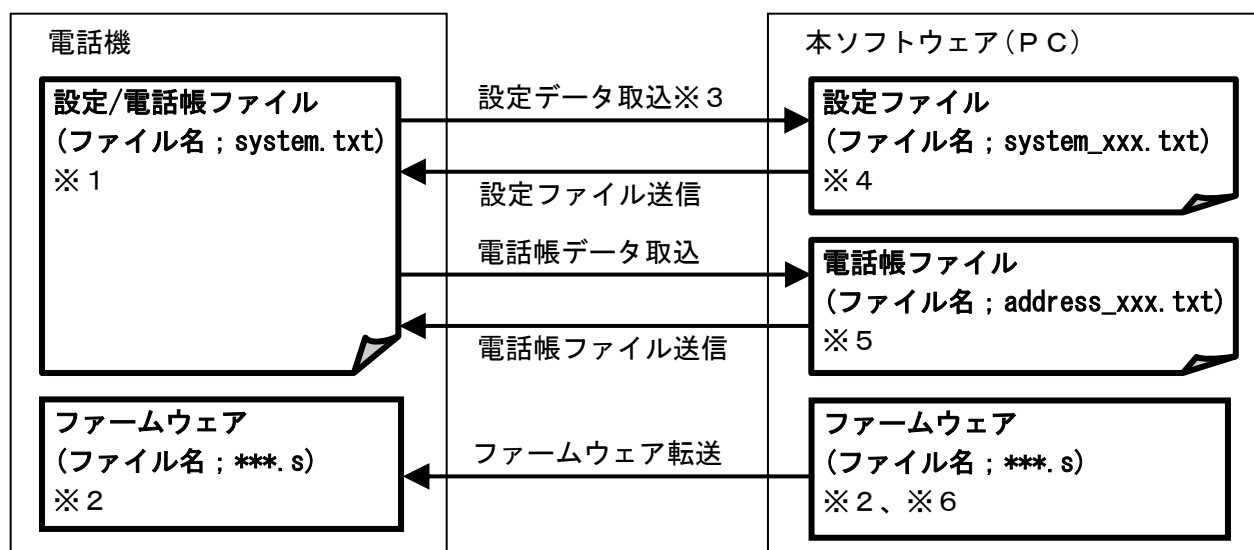 電話機
設定/電話帳ファイル
(ファイル名；system.txt)
※１
ファームウェア
(ファイル名；***.s)
※２
設定データ取込※３
設定ファイル送信
電話帳データ取込
電話帳ファイル送信
ファームウェア転送
本ソフトウェア(ＰＣ)
設定ファイル
(ファイル名；system_xxx.txt)
※４
電話帳ファイル
(ファイル名；address_xxx.txt)
※５
ファームウェア
(ファイル名；***.s)
※２、※６